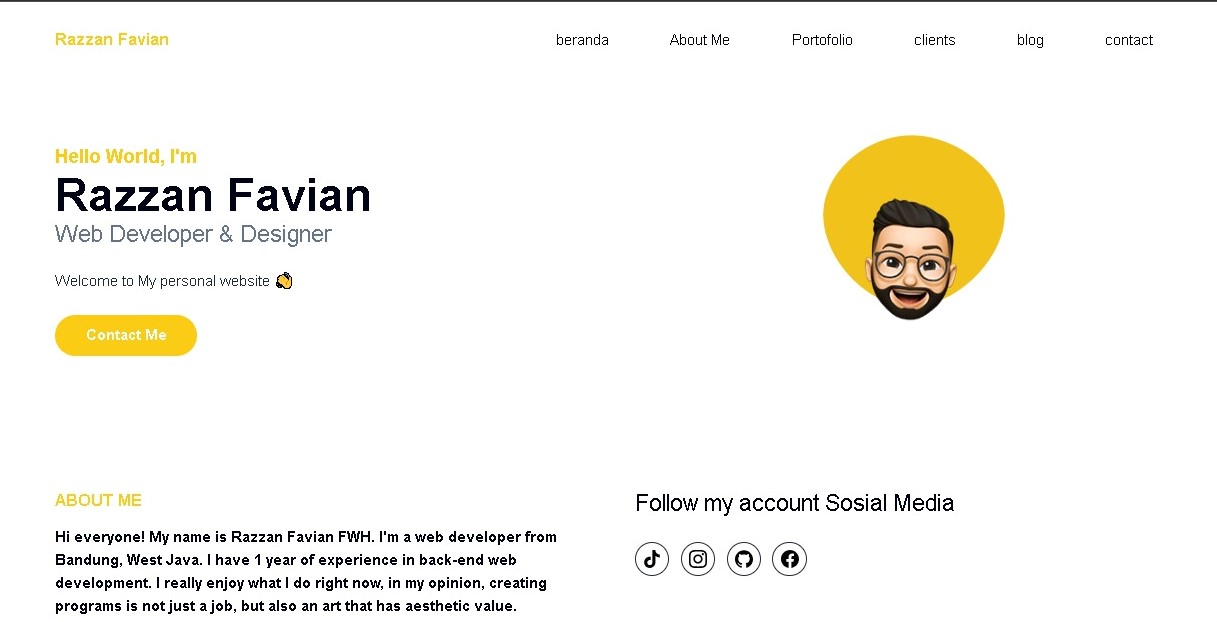 Razzan Favian
beranda About Me Portofolio clients blog contact
Hello World, I'm
Razzan Favian
Web Developer & Designer
Welcome to My personal website 👋
Contact Me
ABOUT ME
Hi everyone! My name is Razzan Favian FWH. I'm a web developer from
Bandung, West Java. I have 1 year of experience in back-end web
development. I really enjoy what I do right now, in my opinion, creating
programs is not just a job, but also an art that has aesthetic value.
Follow my account Sosial Media